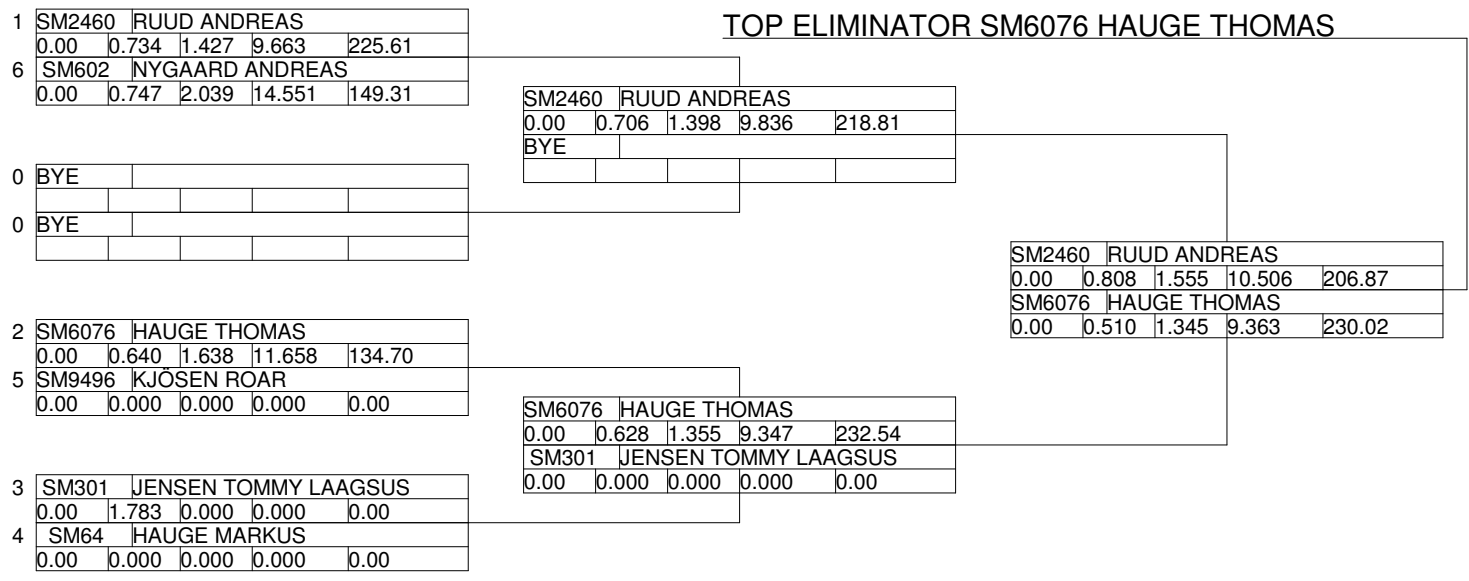 TOP ELIMINATOR SM6076 HAUGE THOMAS
1 SM2460 RUUD ANDREAS
0.00 0.734 1.427 9.663 225.61
6 SM602 NYGAARD ANDREAS
0.00 0.747 2.039 14.551 149.31
0 BYE
0 BYE
2 SM6076 HAUGE THOMAS
0.00 0.640 1.638 11.658 134.70
5 SM9496 KJÖSEN ROAR
0.00 0.000 0.000 0.000 0.00
3 SM301 JENSEN TOMMY LAAGSUS
0.00 1.783 0.000 0.000 0.00
4 SM64 HAUGE MARKUS
0.00 0.000 0.000 0.000 0.00
SM2460 RUUD ANDREAS
0.00 0.706 1.398 9.836 218.81
BYE
SM6076 HAUGE THOMAS
0.00 0.628 1.355 9.347 232.54
SM301 JENSEN TOMMY LAAGSUS
0.00 0.000 0.000 0.000 0.00
SM2460 RUUD ANDREAS
0.00 0.808 1.555 10.506 206.87
SM6076 HAUGE THOMAS
0.00 0.510 1.345 9.363 230.02